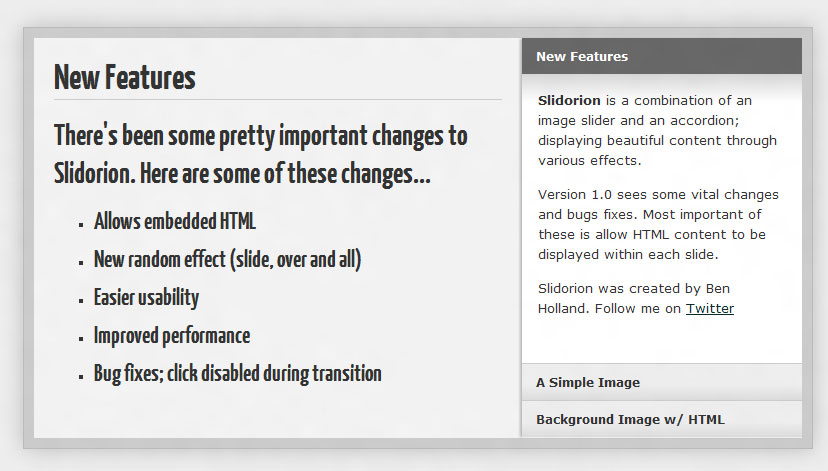 New Features
There's been some pretty important changes to
Slidorion. Here are some of these changes...
Allows embedded HTML
New random effect (slide, over and all)
Easier usability
Improved performance
Bug fixes; click disabled during transition
New Features
Slidorion is a combination of an
image slider and an accordion;
displaying beautiful content through
various effects.
Version 1.0 sees some vital changes
and bugs fixes. Most important of
these is allow HTML content to be
displayed within each slide.
Slidorion was created by Ben
Holland. Follow me on Twitter
A Simple Image
Background Image w/ HTML